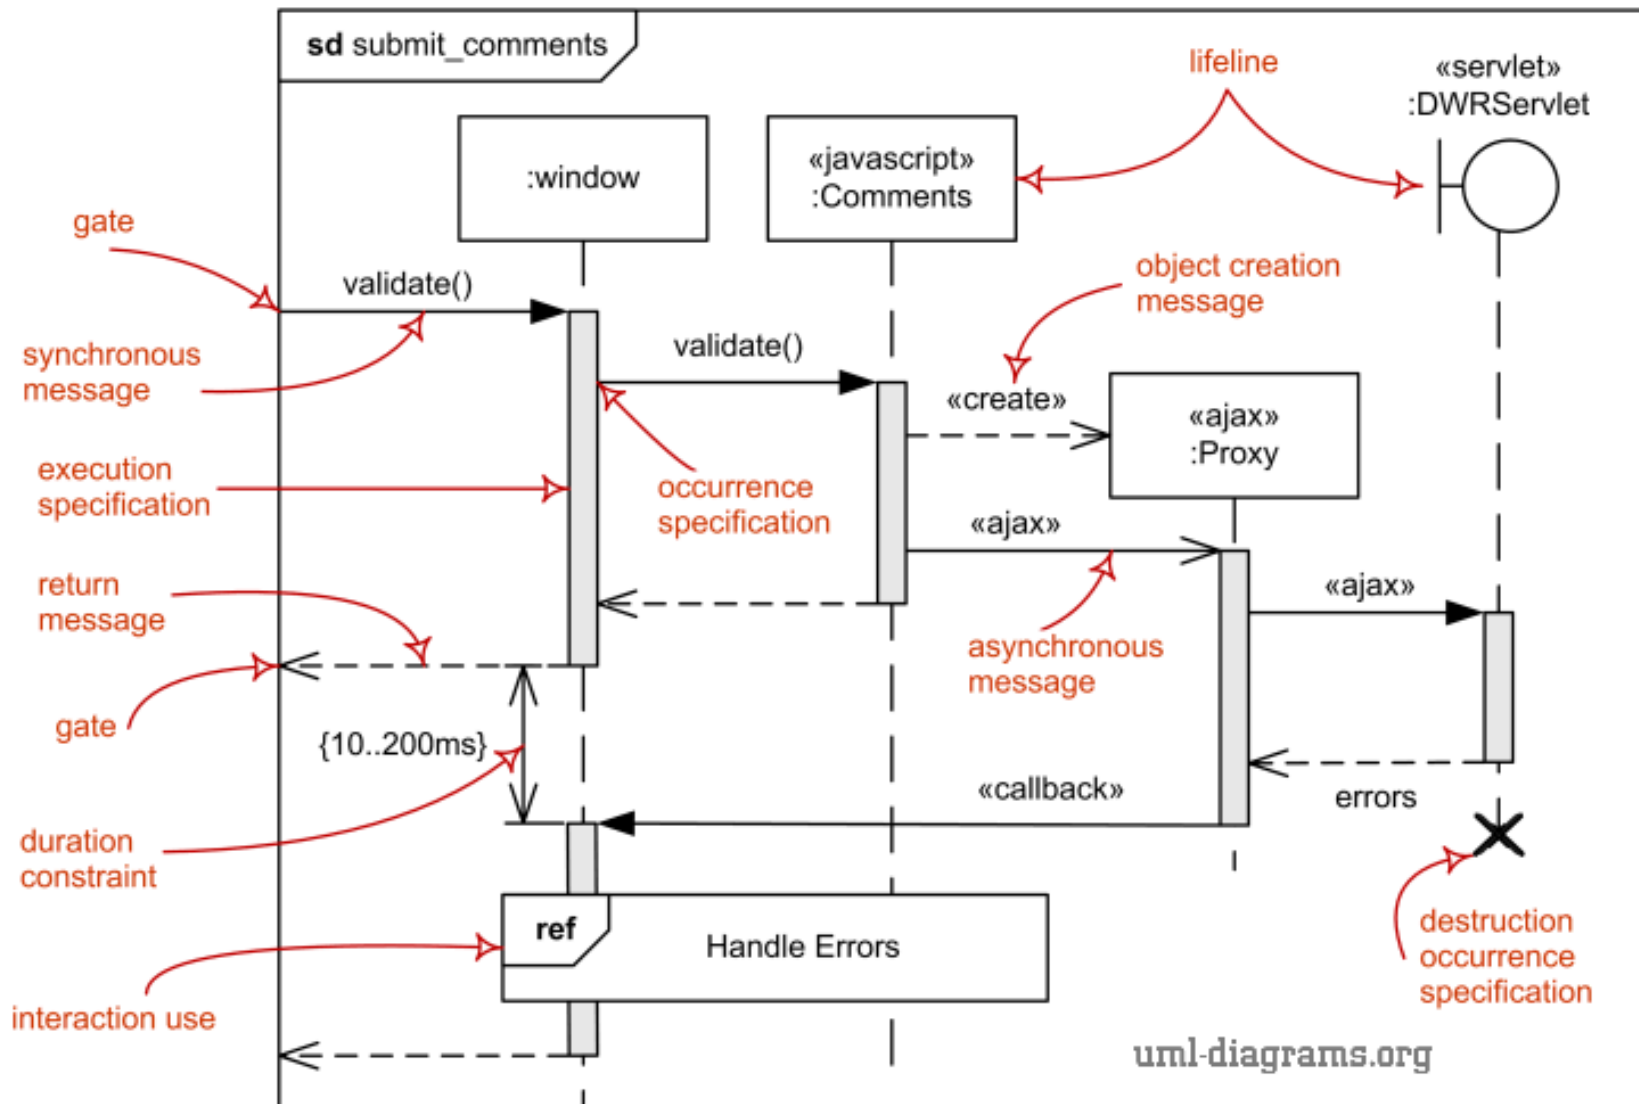 sd submit_comments
lifeline
«servlet»
:DWRServlet
:window
«javascript»
:Comments
gate
validate()
object creation
message
synchronous
message
validate()
«create»
«ajax»
:Proxy
execution
specification
occurrence
specification
«ajax»
return
message
«ajax»
asynchronous
message
gate
{10..200ms}
«callback»
errors
duration
constraint
ref
Handle Errors
destruction
occurrence
specification
interaction use
uml-diagrams.org